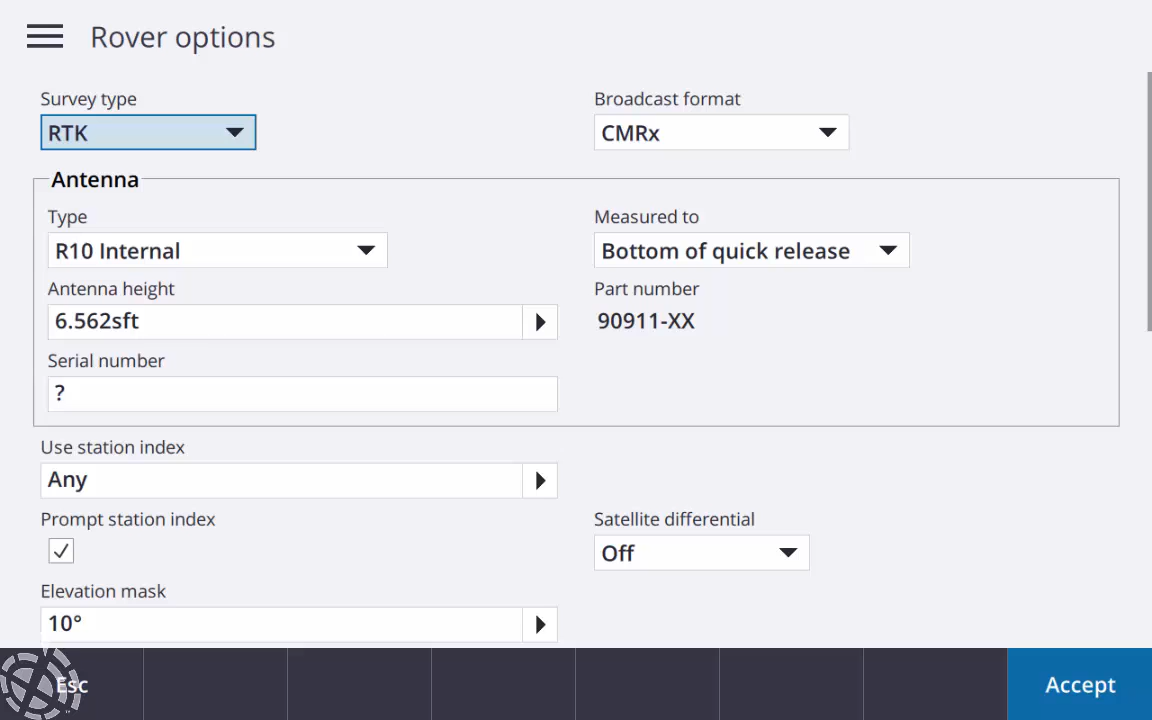 Rover options
Survey type
RTK
Broadcast format
CMRx
Antenna
Type
R10 Internal
Measured to
Bottom of quick release
Antenna height
6.562sft
Part number
90911-XX
Serial number
?
Use station index
Any
Prompt station index
Satellite differential
Off
Elevation mask
10°
Esc
Accept